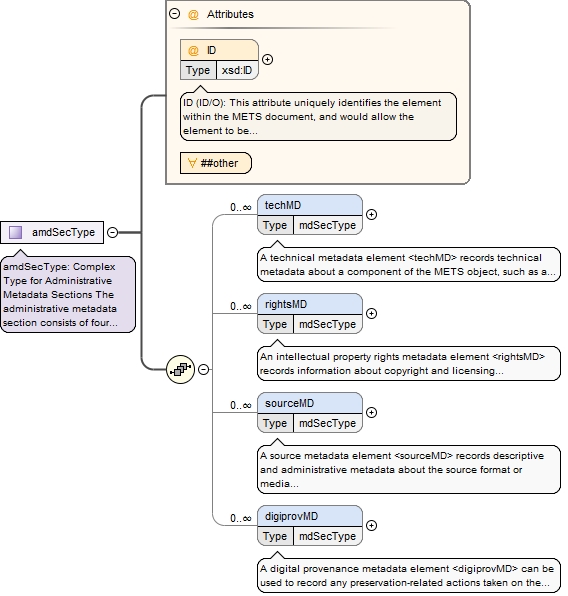 Attributes
@ ID
Type xsd:ID
ID (ID/O): This attribute uniquely identifies the element
within the METS document, and would allow the
element to be...
##other
amdSecType
amdSecType: Complex
Type for Administrative
Metadata Sections The
administrative metadata
section consists of four...
0..∞
techMD
Type mdSecType
A technical metadata element <techMD> records technical
metadata about a component of the METS object, such as a...
0..∞
rightsMD
Type mdSecType
An intellectual property rights metadata element <rightsMD>
records information about copyright and licensing...
0..∞
sourceMD
Type mdSecType
A source metadata element <sourceMD> records descriptive
and administrative metadata about the source format or
media...
0..∞
digiprovMD
Type mdSecType
A digital provenance metadata element <digiprovMD> can be
used to record any preservation-related actions taken on the...